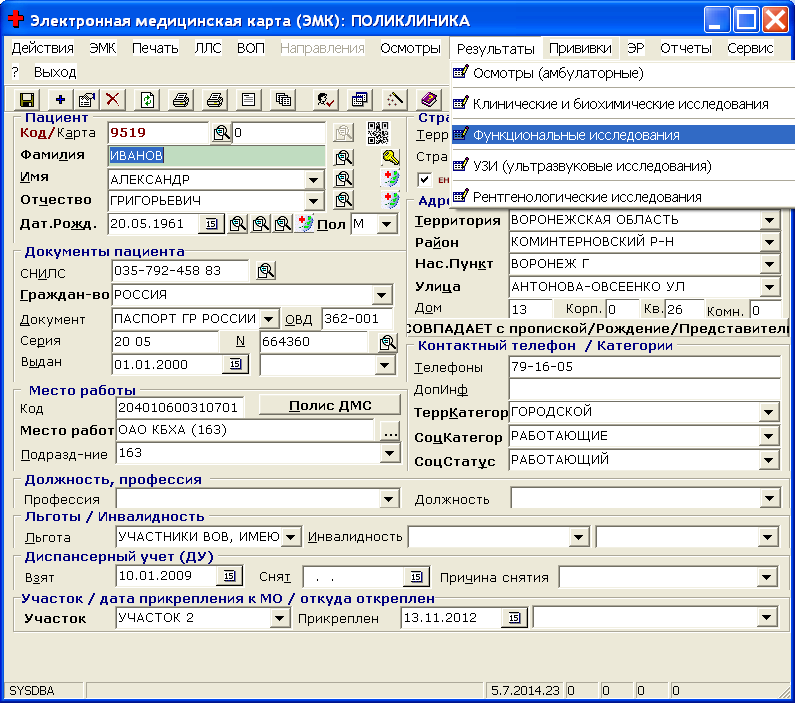 Электронная медицинская карта (ЭМК): ПОЛИКЛИНИКА
Действия ЭМК Печать ЛЛС ВОП Направления Осмотры Результаты Прививки ЭР Отчеты Сервис
? Выход
Осмотры (амбулаторные)
Клинические и биохимические исследования
Функциональные исследования
УЗИ (ультразвуковые исследования)
Рентгенологические исследования
Пациент
Код/Карта 9519 0
Фамилия ИВАНОВ
Имя АЛЕКСАНДР
Отчество ГРИГОРЬЕВИЧ
Дат.Рожд. 20.05.1961 15 Пол М
Стра
Терр
Стра
Адре
Территория ВОРОНЕЖСКАЯ ОБЛАСТЬ
Район КОМИНТЕРНОВСКИЙ Р-Н
Нас.Пункт ВОРОНЕЖ Г
Улица АНТОНОВА-ОВСЕЕНКО УЛ
Дом 13 Корп. 0 Кв. 26 Комн. 0
СОВПАДАЕТ с пропиской/Рождение/Представитель
Документы пациента
СНИЛС 035-792-458 83
Граждан-во РОССИЯ
Документ ПАСПОРТ ГР РОССИИ ОВД 362-001
Серия 20 05 N 664360
Выдан 01.01.2000 15
Контактный телефон / Категории
Телефоны 79-16-05
ДопИнф
ТеррКатегор ГОРОДСКОЙ
СоцКатегор РАБОТАЮЩИЕ
СоцСтатус РАБОТАЮЩИЙ
Место работы
Код 204010600310701 Полис ДМС
Место работ ОАО КБХА (163) ...
Подразд-ние 163
Должность, профессия
Профессия Должность
Льготы / Инвалидность
Льгота УЧАСТНИКИ ВОВ, ИМЕЮ Инвалидность
Диспансерный учет (ДУ)
Взят 10.01.2009 15 Снят . . 15 Причина снятия
Участок / дата прикрепления к МО / откуда откреплен
Участок УЧАСТОК 2 Прикреплен 13.11.2012 15
SYSDBA 5.7.2014.23 0 0 0 0